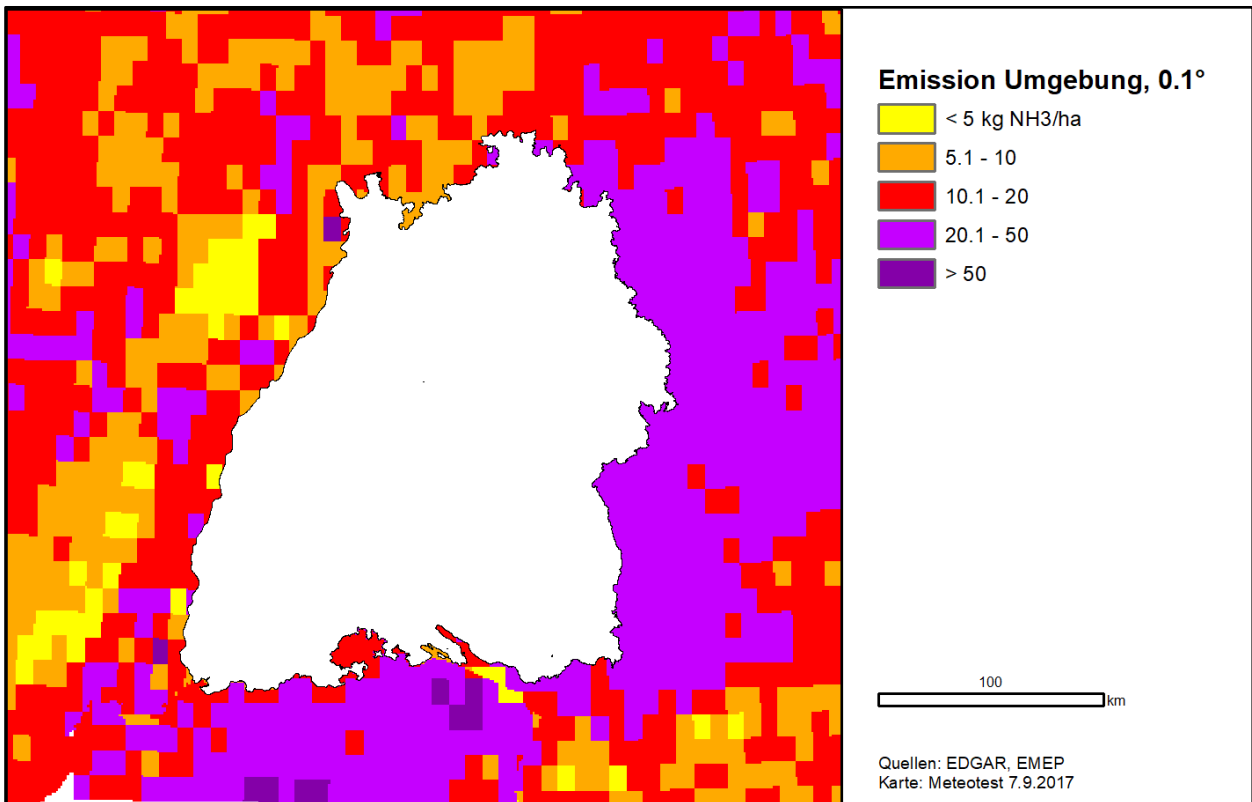 Emission Umgebung, 0.1°
< 5 kg NH3/ha
5.1 - 10
10.1 - 20
20.1 - 50
> 50
100
km
Quellen: EDGAR, EMEP
Karte: Meteotest 7.9.2017